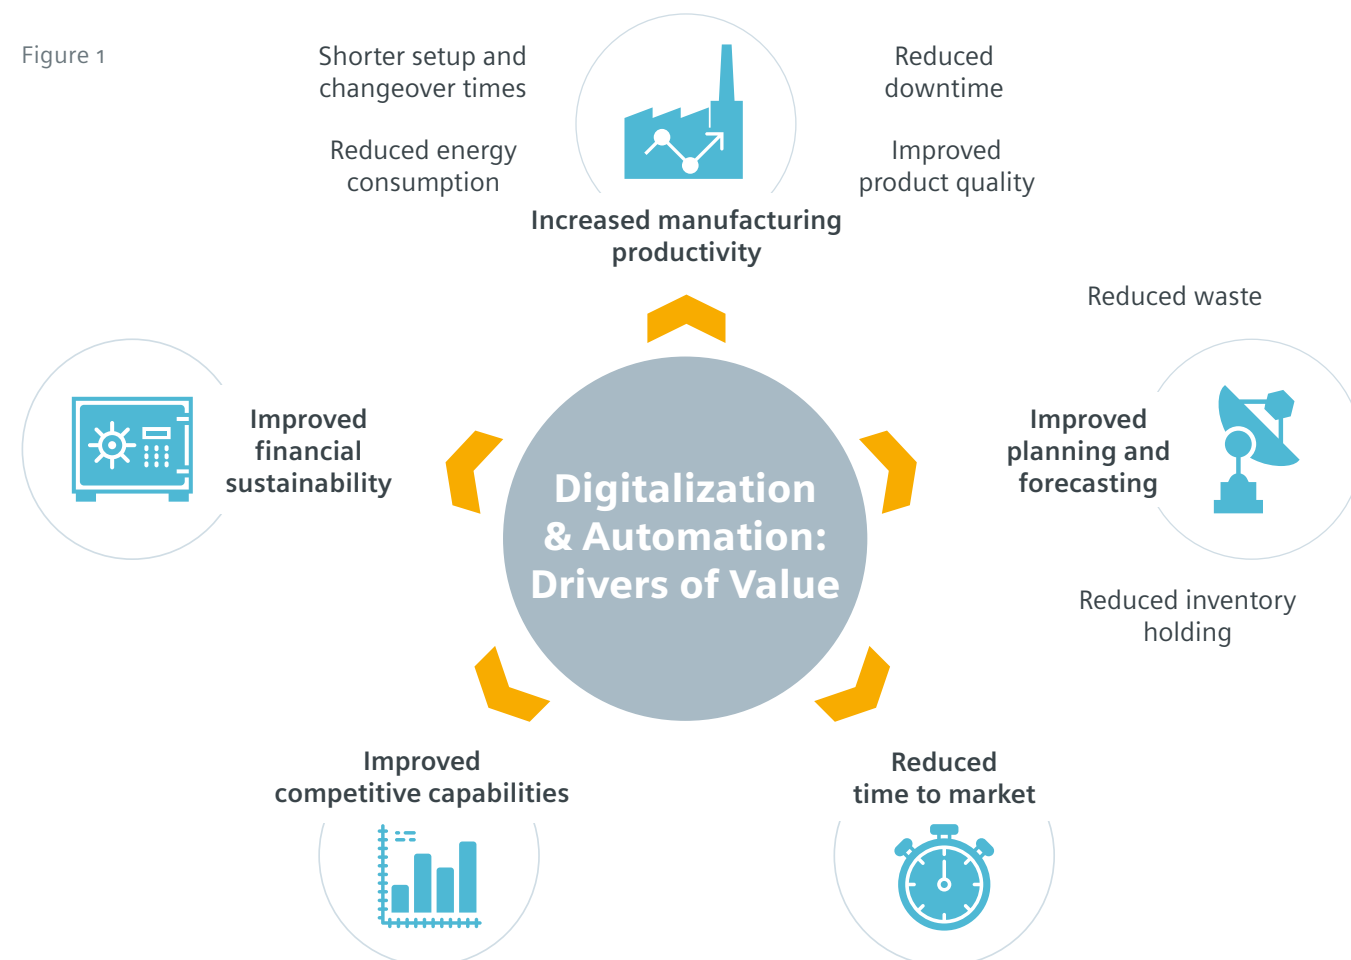 Figure 1
Shorter setup and
changeover times
Reduced energy
consumption
Reduced
downtime
Improved
product quality
Increased manufacturing
productivity
Reduced waste
Improved
financial
sustainability
Improved
planning and
forecasting
Digitalization
& Automation:
Drivers of Value
Reduced inventory
holding
Improved
competitive capabilities
Reduced
time to market